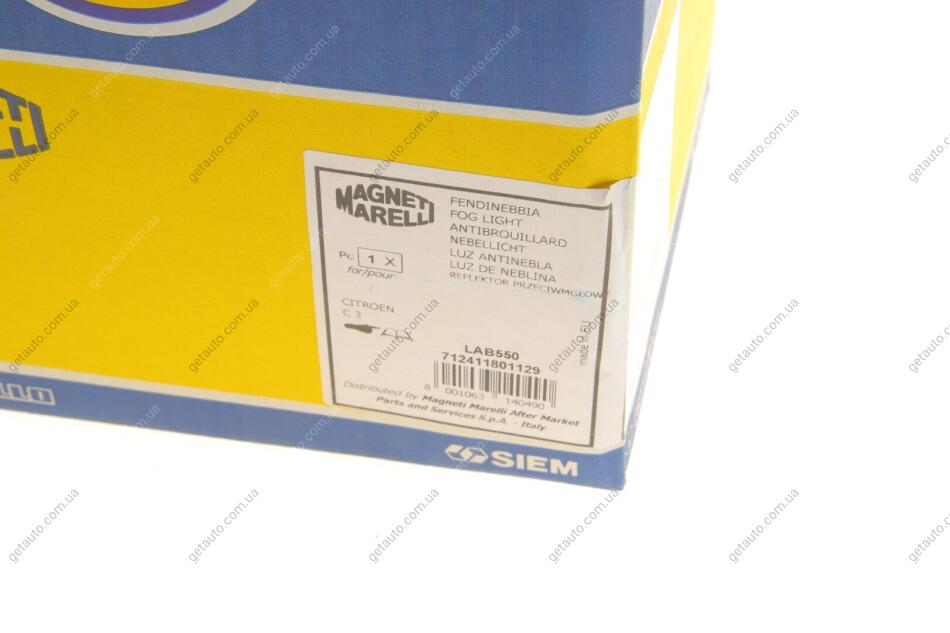 MAGNETI
MARELLI
FENDINEBBIA
FOG LIGHT
ANTIBROUILLARD
NEBELLICHT
LUZ ANTINEBLA
LUZ DE NEBLINA
REFLEKTOR PRZECIWMGŁOWY
Pc 1 X
for/pour
:
CITROEN
C 3
made in EU
LAB550
712411801129
8 001063 140490
Distributed by Magneti Marelli After Market
Parts and Services S.p.A. - Italy
SIEM
getauto.com.ua